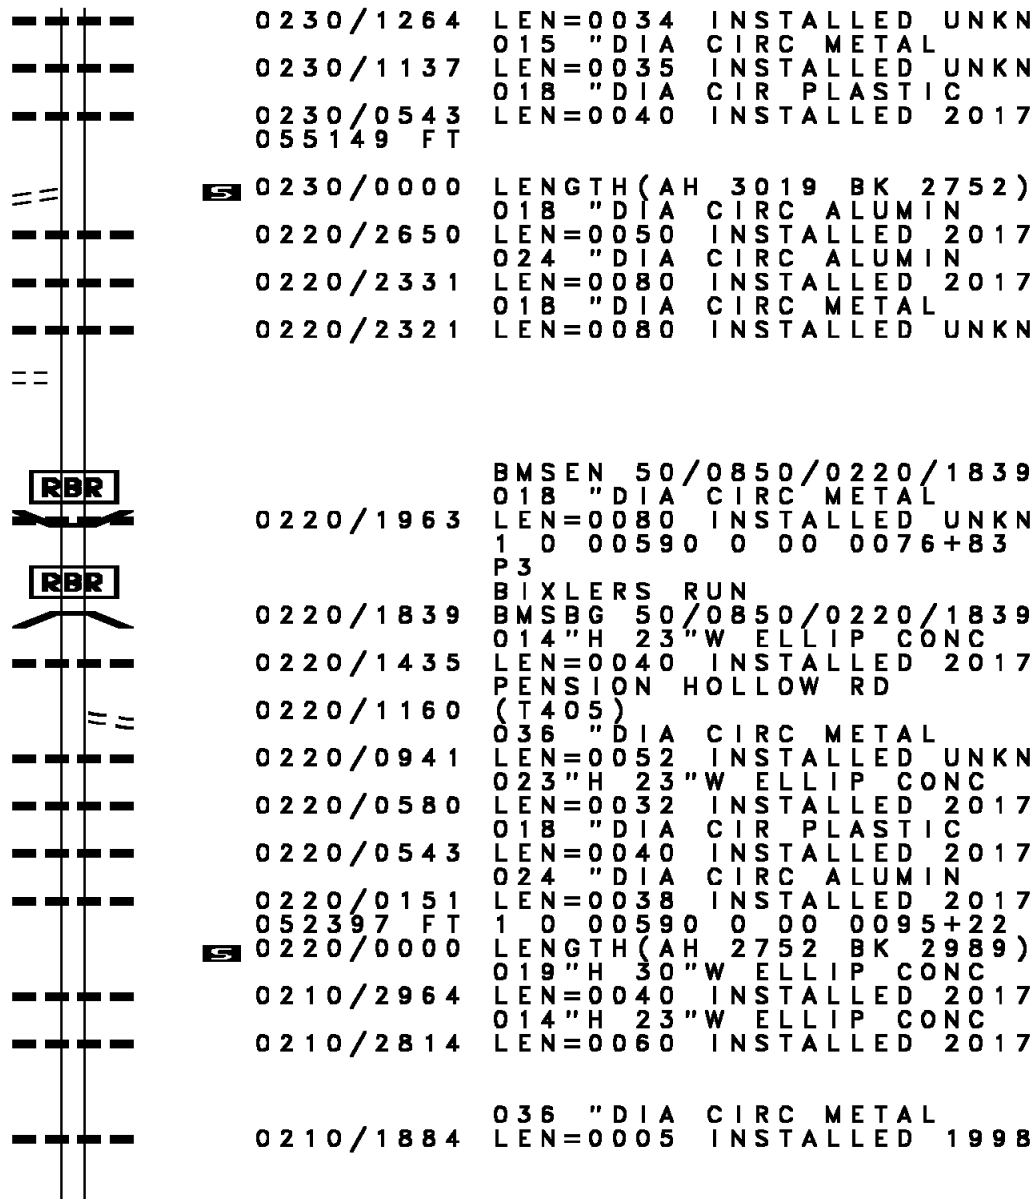 0230/1264 LEN=0034 INSTALLED UNKN
015 "DIA CIRC METAL
0230/1137 LEN=0035 INSTALLED UNKN
018 "DIA CIR PLASTIC
0230/0543 LEN=0040 INSTALLED 2017
055149 FT
S 0230/0000 LENGTH(AH 3019 BK 2752)
018 "DIA CIRC ALUMIN
0220/2650 LEN=0050 INSTALLED 2017
024 "DIA CIRC ALUMIN
0220/2331 LEN=0080 INSTALLED 2017
018 "DIA CIRC METAL
0220/2321 LEN=0080 INSTALLED UNKN
RBR BMSEN 50/0850/0220/1839
018 "DIA CIRC METAL
0220/1963 LEN=0080 INSTALLED UNKN
1 0 00590 0 00 0076+83
P3
RBR BIXLERS RUN
0220/1839 BMSBG 50/0850/0220/1839
014"H 23"W ELLIP CONC
0220/1435 LEN=0040 INSTALLED 2017
PENSION HOLLOW RD
0220/1160 (T405)
036 "DIA CIRC METAL
0220/0941 LEN=0052 INSTALLED UNKN
023"H 23"W ELLIP CONC
0220/0580 LEN=0032 INSTALLED 2017
018 "DIA CIR PLASTIC
0220/0543 LEN=0040 INSTALLED 2017
024 "DIA CIRC ALUMIN
0220/0151 LEN=0038 INSTALLED 2017
052397 FT 1 0 00590 0 00 0095+22
S 0220/0000 LENGTH(AH 2752 BK 2989)
019"H 30"W ELLIP CONC
0210/2964 LEN=0040 INSTALLED 2017
014"H 23"W ELLIP CONC
0210/2814 LEN=0060 INSTALLED 2017
036 "DIA CIRC METAL
0210/1884 LEN=0005 INSTALLED 1998